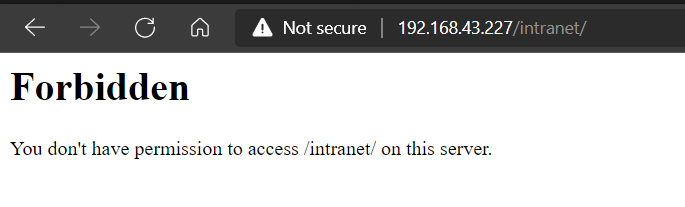 Not secure | 192.168.43.227/intranet/
Forbidden
You don't have permission to access /intranet/ on this server.